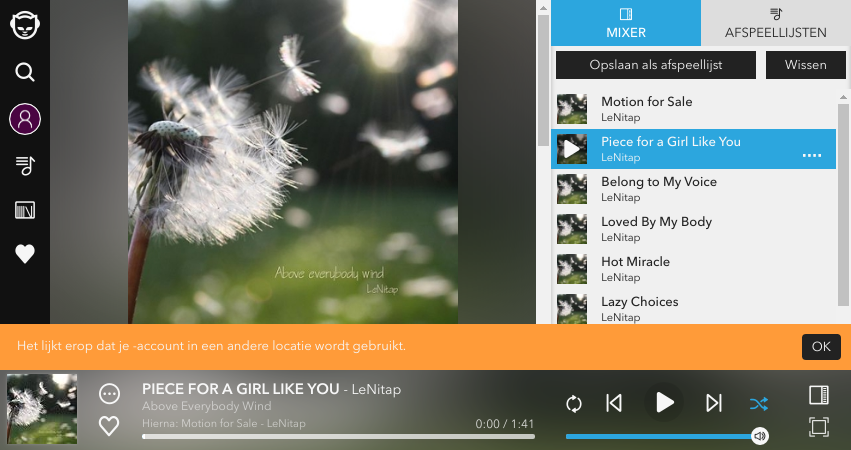 MIXER
AFSPEELLIJSTEN
Opslaan als afspeellijst
Wissen
Motion for Sale
LeNitap
Piece for a Girl Like You
LeNitap
Belong to My Voice
LeNitap
Loved By My Body
LeNitap
Hot Miracle
LeNitap
Lazy Choices
LeNitap
Above everybody wind
LeNitap
Het lijkt erop dat je -account in een andere locatie wordt gebruikt.
OK
PIECE FOR A GIRL LIKE YOU - LeNitap
Above Everybody Wind
Hierna: Motion for Sale - LeNitap
0:00 / 1:41